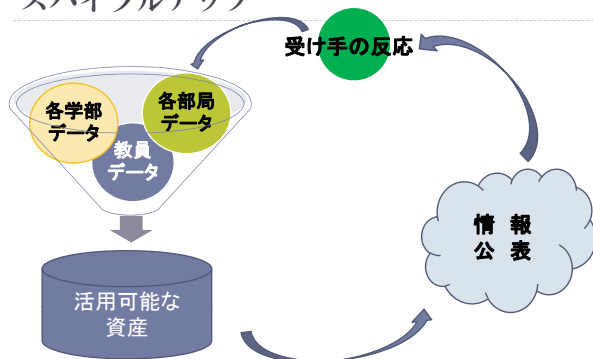 スパイラルアップ
受け手の反応
各学部
データ
各部局
データ
教員
データ
情 報
公 表
活用可能な
資産